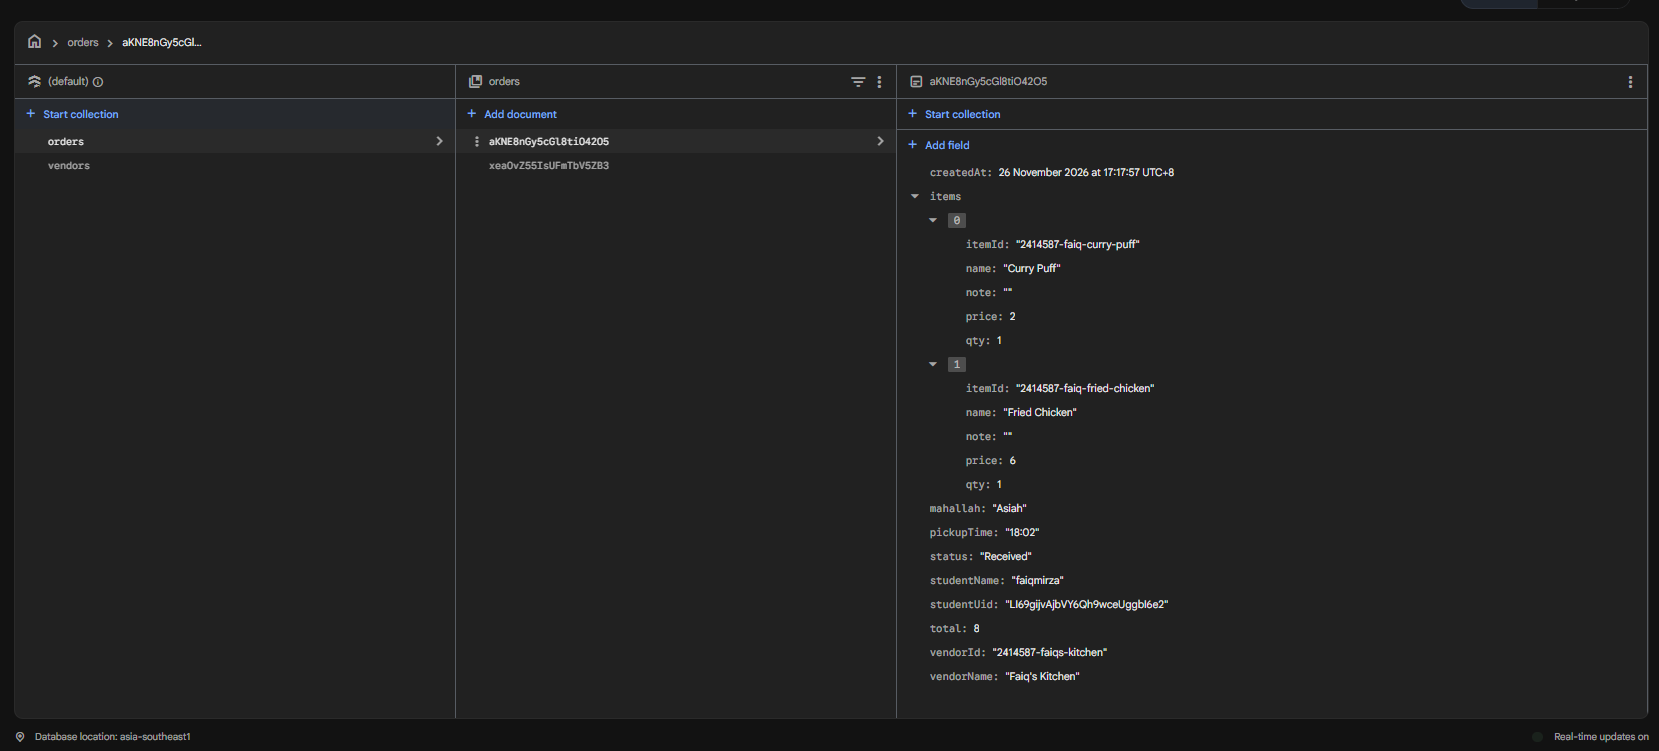 orders
aKNE8nGy5cGl...
(default)
orders
aKNE8nGy5cGl8tiO42O5
+ Start collection
+ Add document
+ Start collection
orders
vendors
aKNE8nGy5cGl8tiO42O5
xeaOvZ55IsUFmTbV5ZB3
+ Add field
createdAt: 26 November 2026 at 17:17:57 UTC+8
items
0
itemId: "2414587-faiq-curry-puff"
name: "Curry Puff"
note: ""
price: 2
qty: 1
1
itemId: "2414587-faiq-fried-chicken"
name: "Fried Chicken"
note: ""
price: 6
qty: 1
mahallah: "Asiah"
pickupTime: "18:02"
status: "Received"
studentName: "faiqmirza"
studentUid: "LI69gijvAjbVY6Qh9wceUggbI6e2"
total: 8
vendorId: "2414587-faiqs-kitchen"
vendorName: "Faiq's Kitchen"
Database location: asia-southeast1
Real-time updates on